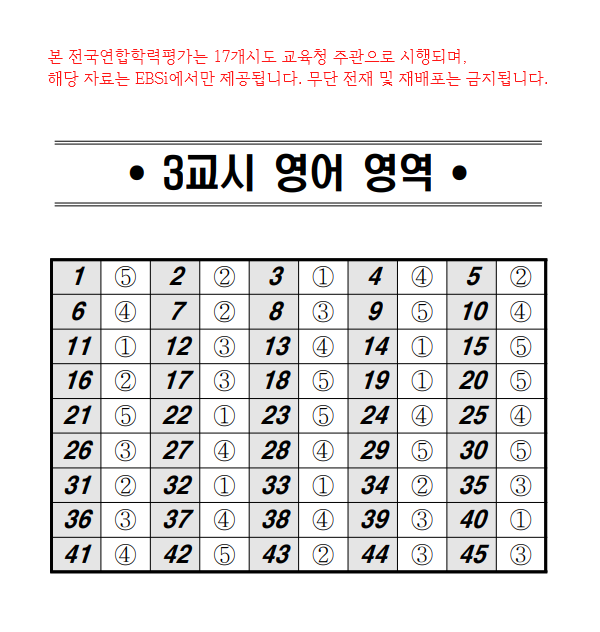 본 전국연합학력평가는 17개시도 교육청 주관으로 시행되며,
해당 자료는 EBSi에서만 제공됩니다. 무단 전재 및 재배포는 금지됩니다.
• 3교시 영어 영역 •
1 ⑤ 2 ② 3 ① 4 ④ 5 ②
6 ④ 7 ② 8 ③ 9 ⑤ 10 ④
11 ① 12 ③ 13 ④ 14 ① 15 ⑤
16 ② 17 ③ 18 ⑤ 19 ① 20 ⑤
21 ⑤ 22 ① 23 ⑤ 24 ④ 25 ④
26 ③ 27 ④ 28 ④ 29 ⑤ 30 ⑤
31 ② 32 ① 33 ① 34 ② 35 ③
36 ③ 37 ④ 38 ④ 39 ③ 40 ①
41 ④ 42 ⑤ 43 ② 44 ③ 45 ③